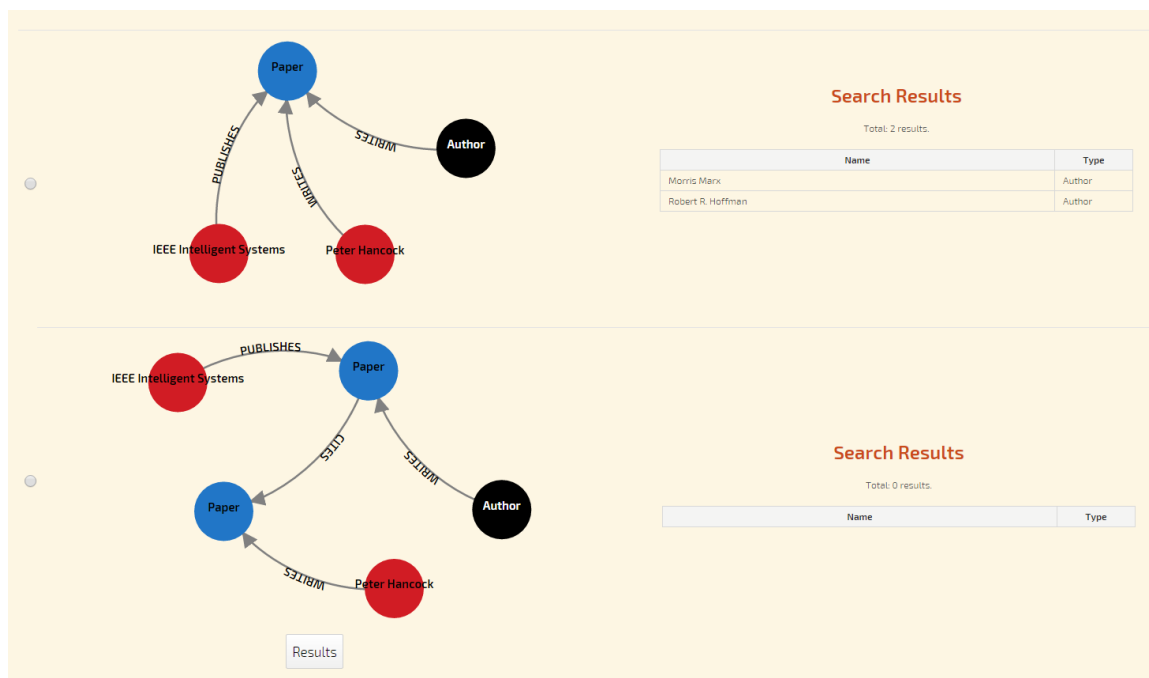 Paper
PUBLISHES
WRITES
WRITES
Author
IEEE Intelligent Systems
Peter Hancock
Search Results
Total: 2 results.
Name Type
Morris Marx Author
Robert R. Hoffman Author
PUBLISHES
IEEE Intelligent Systems
Paper
CITES
WRITES
Paper
Author
WRITES
Peter Hancock
Results
Search Results
Total: 0 results.
Name Type